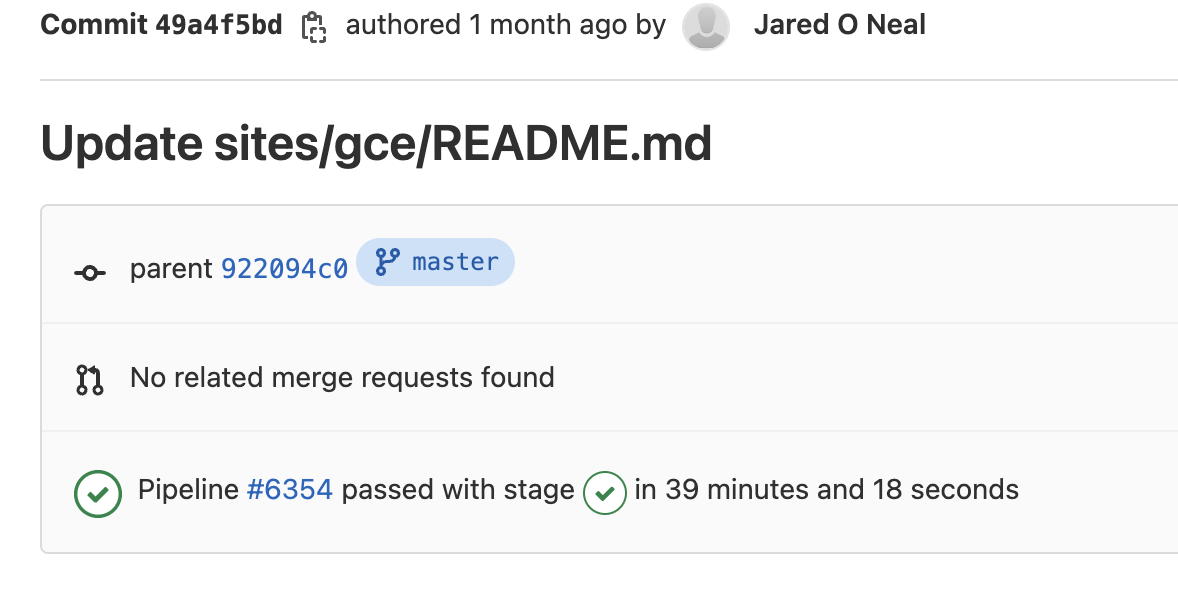 Commit 49a4f5bd authored 1 month ago by Jared O Neal
Update sites/gce/README.md
parent 922094c0 master
No related merge requests found
Pipeline #6354 passed with stage in 39 minutes and 18 seconds